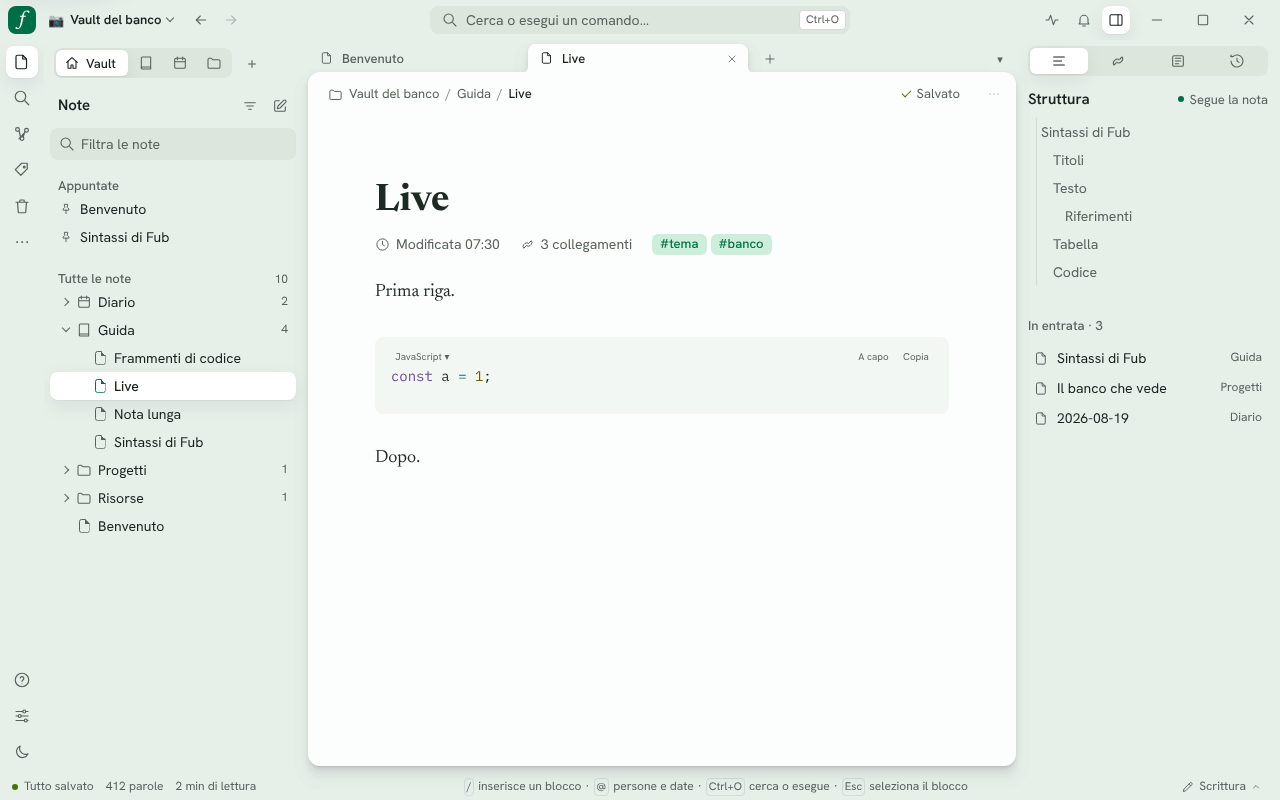 f Vault del banco
Cerca o esegui un comando… Ctrl+O
Vault
Benvenuto
Live
Note
Filtra le note
Appuntate
Benvenuto
Sintassi di Fub
Tutte le note 10
Diario 2
Guida 4
Frammenti di codice
Live
Nota lunga
Sintassi di Fub
Progetti 1
Risorse 1
Benvenuto
Vault del banco / Guida / Live
Salvato
Live
Modificata 07:30 3 collegamenti #tema #banco
Prima riga.
JavaScript ▾ A capo Copia
const a = 1;
Dopo.
Struttura Segue la nota
Sintassi di Fub
Titoli
Testo
Riferimenti
Tabella
Codice
In entrata · 3
Sintassi di Fub Guida
Il banco che vede Progetti
2026-08-19 Diario
Tutto salvato 412 parole 2 min di lettura
/ inserisce un blocco · @ persone e date · Ctrl+O cerca o esegue · Esc seleziona il blocco
Scrittura